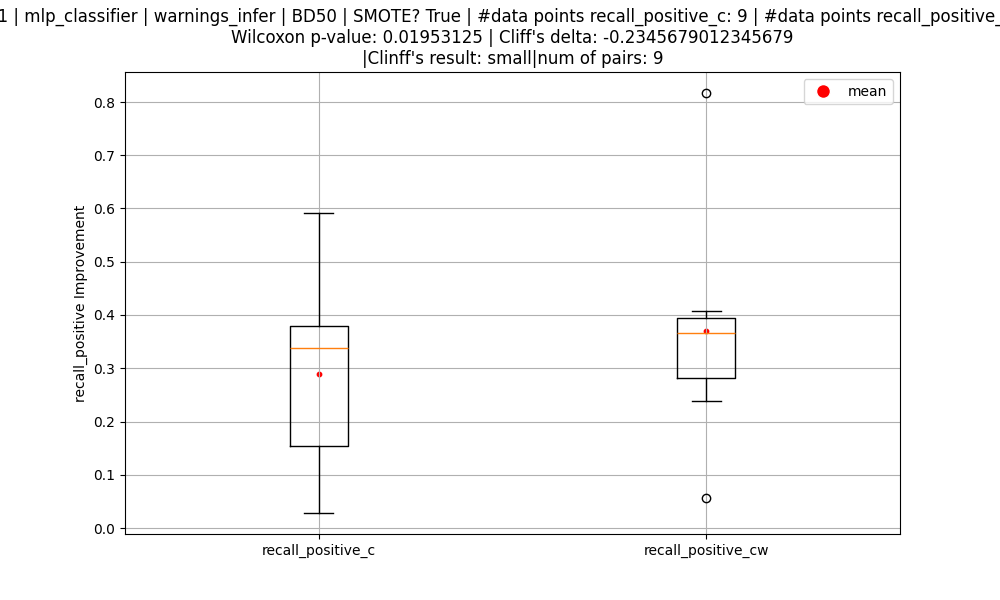 1 | mlp_classifier | warnings_infer | BD50 | SMOTE? True | #data points recall_positive_c: 9 | #data points recall_positive_
Wilcoxon p-value: 0.01953125 | Cliff's delta: -0.2345679012345679
|Clinff's result: small|num of pairs: 9
mean
recall_positive Improvement
0.8
0.7
0.6
0.5
0.4
0.3
0.2
0.1
0.0
recall_positive_c
recall_positive_cw